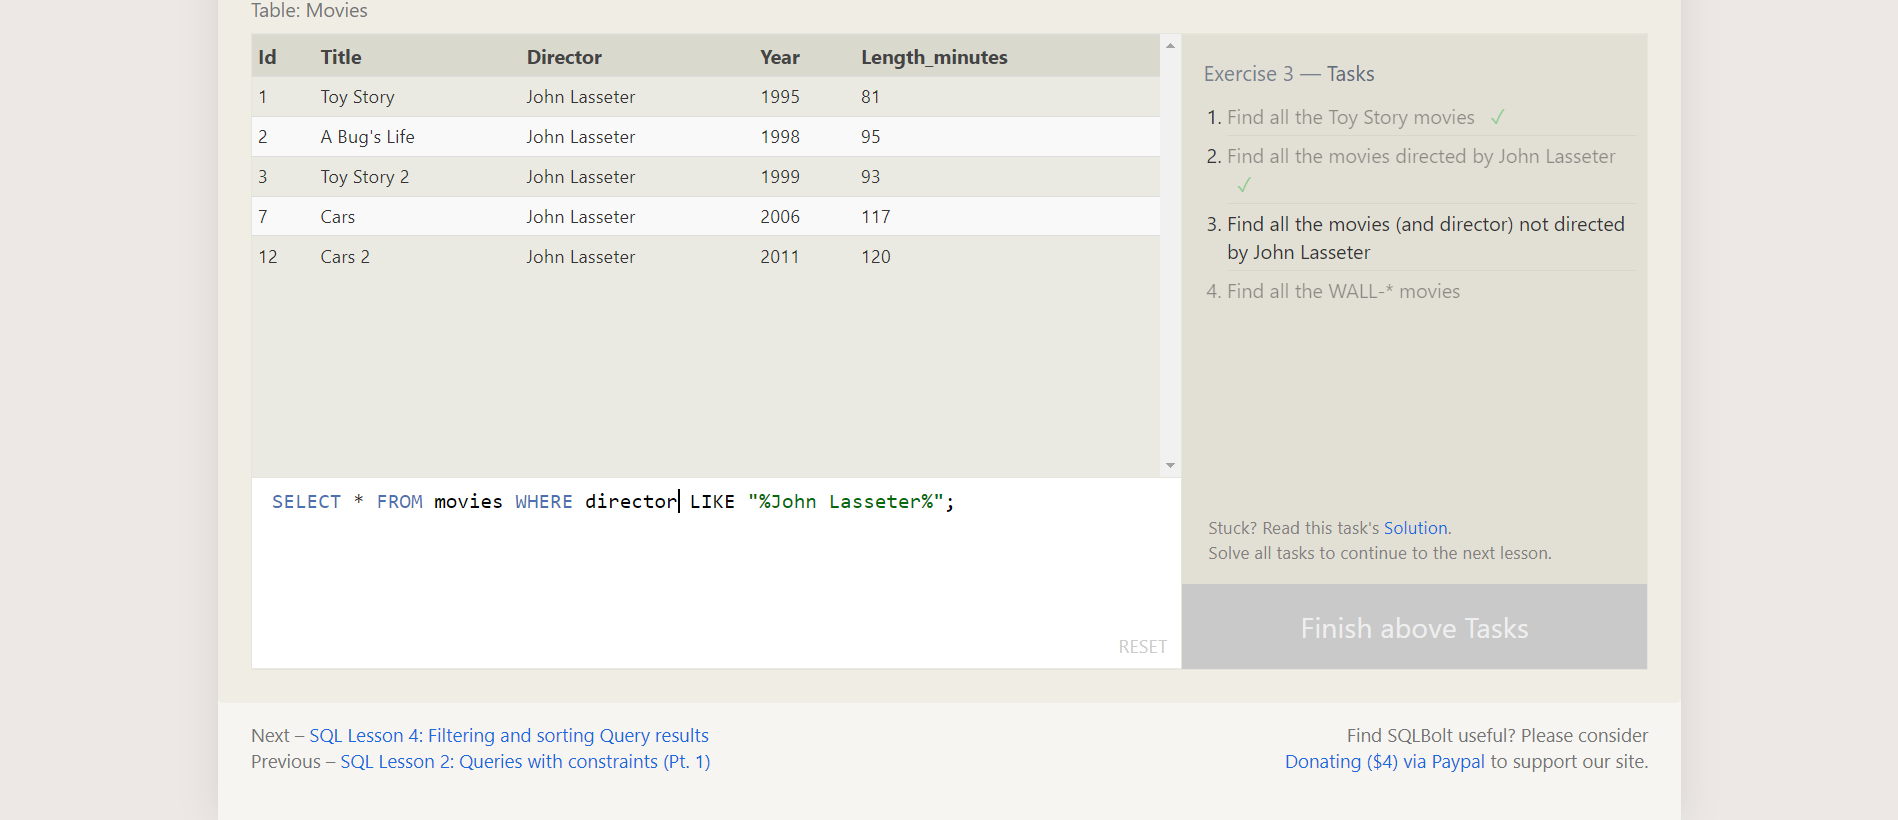 Table: Movies
Id Title Director Year Length_minutes
1 Toy Story John Lasseter 1995 81
2 A Bug's Life John Lasseter 1998 95
3 Toy Story 2 John Lasseter 1999 93
7 Cars John Lasseter 2006 117
12 Cars 2 John Lasseter 2011 120
SELECT * FROM movies WHERE director LIKE "%John Lasseter%";
RESET
Exercise 3 — Tasks
1. Find all the Toy Story movies ✓
2. Find all the movies directed by John Lasseter
✓
3. Find all the movies (and director) not directed
by John Lasseter
4. Find all the WALL-* movies
Stuck? Read this task's Solution.
Solve all tasks to continue to the next lesson.
Finish above Tasks
Next – SQL Lesson 4: Filtering and sorting Query results
Previous – SQL Lesson 2: Queries with constraints (Pt. 1)
Find SQLBolt useful? Please consider
Donating ($4) via Paypal to support our site.